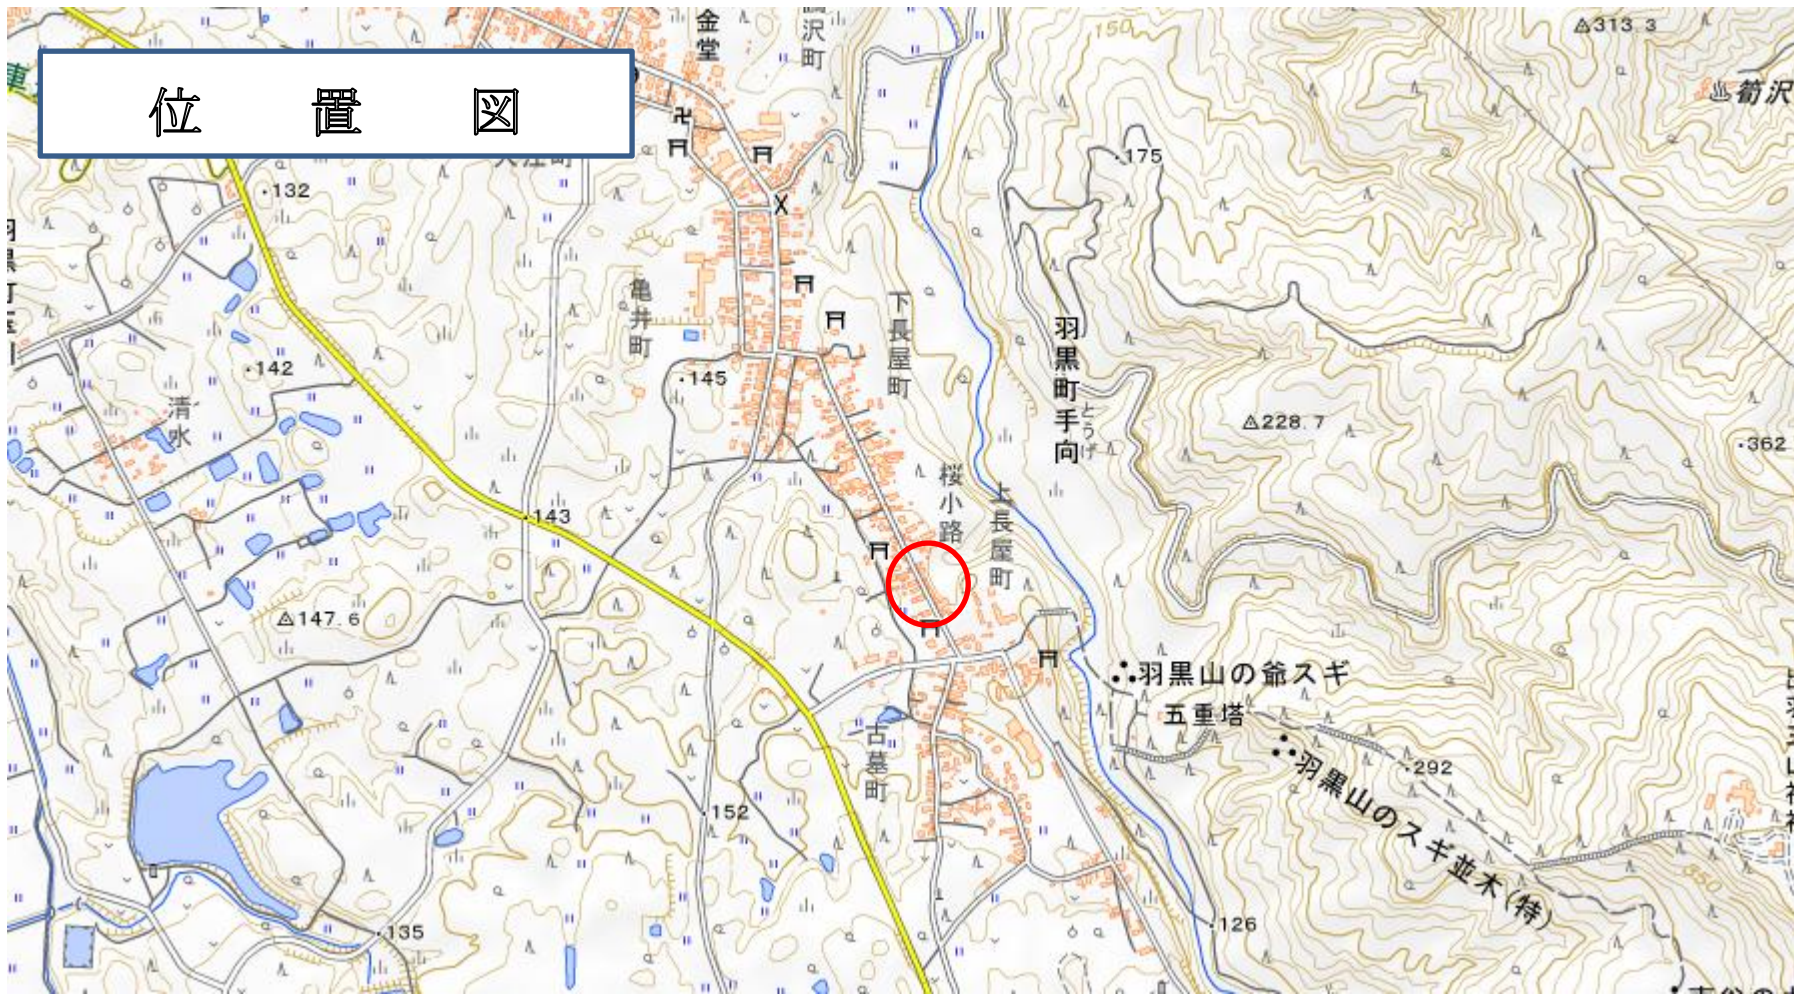 位置図
金堂
沢町
150
313.3
筍沢
175
132
亀井町
下長屋町
羽黒町手向
とうげ
142
145
清水
228.7
362
桜小路
上長屋町
143
147.6
羽黒山の爺スギ
五重塔
古墓町
292
羽黒山のスギ並木(特)
152
350
135
126